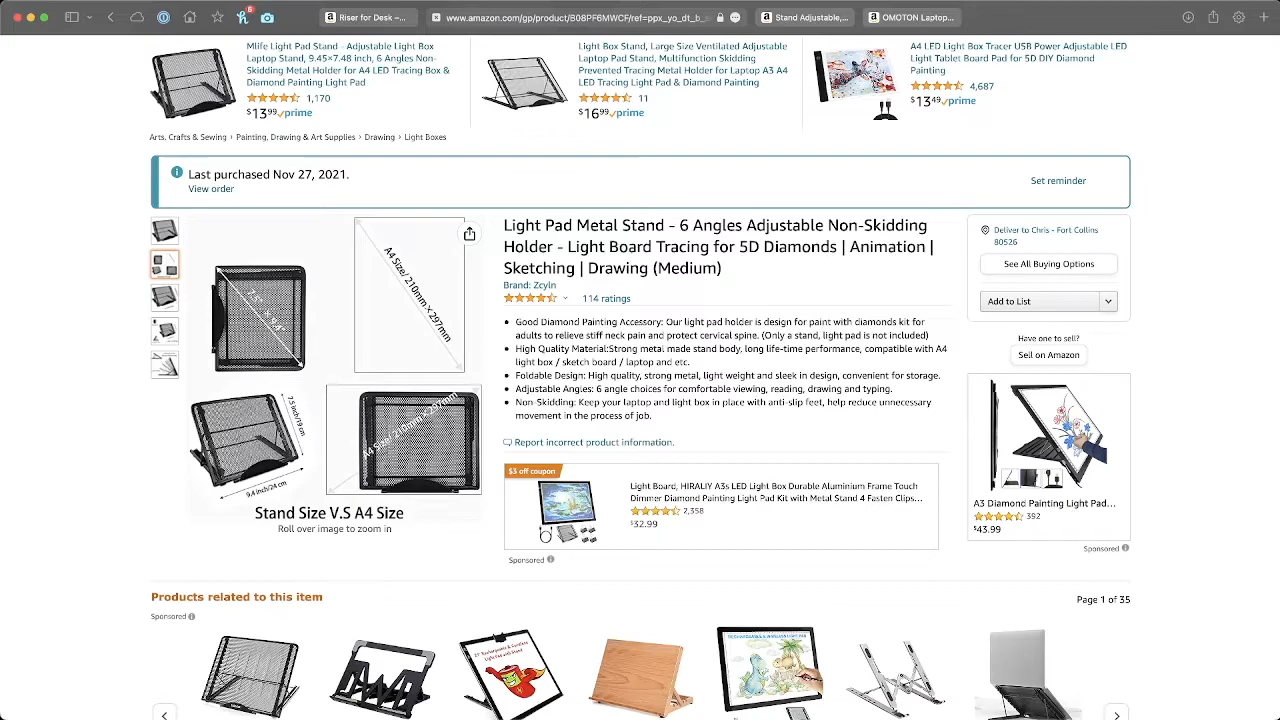 6
Riser for Desk –...
www.amazon.com/gp/product/B08PF6MWCF/ref=ppx_yo_dt_b_s
Stand Adjustable,...
OMOTON Laptop...
Mlife Light Pad Stand - Adjustable Light Box
Laptop Stand, 9.45×7.48 inch, 6 Angles Non-
Skidding Metal Holder for A4 LED Tracing Box &
Diamond Painting Light Pad
1,170
$13.99 prime
Light Box Stand, Large Size Ventilated Adjustable
Laptop Pad Stand, Multifunction Skidding
Prevented Tracing Metal Holder for Laptop A3 A4
LED Tracing Light Pad & Diamond Painting
11
$16.99 prime
A4 LED Light Box Tracer USB Power Adjustable LED
Light Tablet Board Pad for 5D DIY Diamond
Painting
4,687
$13.49 prime
Arts, Crafts & Sewing › Painting, Drawing & Art Supplies › Drawing › Light Boxes
Last purchased Nov 27, 2021.
View order
Set reminder
A4 Size/210mm×297mm
7.5 inch/19 cm
9.4 inch/24 cm
Stand Size V.S A4 Size
Roll over image to zoom in
Light Pad Metal Stand - 6 Angles Adjustable Non-Skidding
Holder - Light Board Tracing for 5D Diamonds | Animation |
Sketching | Drawing (Medium)
Brand: Zcyln
114 ratings
• Good Diamond Painting Accessory: Our light pad holder is design for paint with diamonds kit for
adults to relieve stiff neck pain and protect cervical spine. (Only a stand, light pad is not included)
• High Quality Material:Strong metal made stand body, long life-time performance, compatible with A4
light box / sketch board / laptop and etc.
• Foldable Design: High quality, strong metal, light weight and sleek in design, convenient for storage.
• Adjustable Angles: 6 angle choices for comfortable viewing, reading, drawing and typing.
• Non-Skidding: Keep your laptop and light box in place with anti-slip feet, help reduce unnecessary
movement in the process of job.
Report incorrect product information.
$3 off coupon
Light Board, HIRALIY A3s LED Light Box Durable Aluminium Frame Touch
Dimmer Diamond Painting Light Pad Kit with Metal Stand 4 Fasten Clips...
2,358
$32.99
Sponsored
Deliver to Chris - Fort Collins
80526
See All Buying Options
Add to List
Have one to sell?
Sell on Amazon
A3 Diamond Painting Light Pad...
392
$43.99
Sponsored
Products related to this item
Page 1 of 35
Sponsored